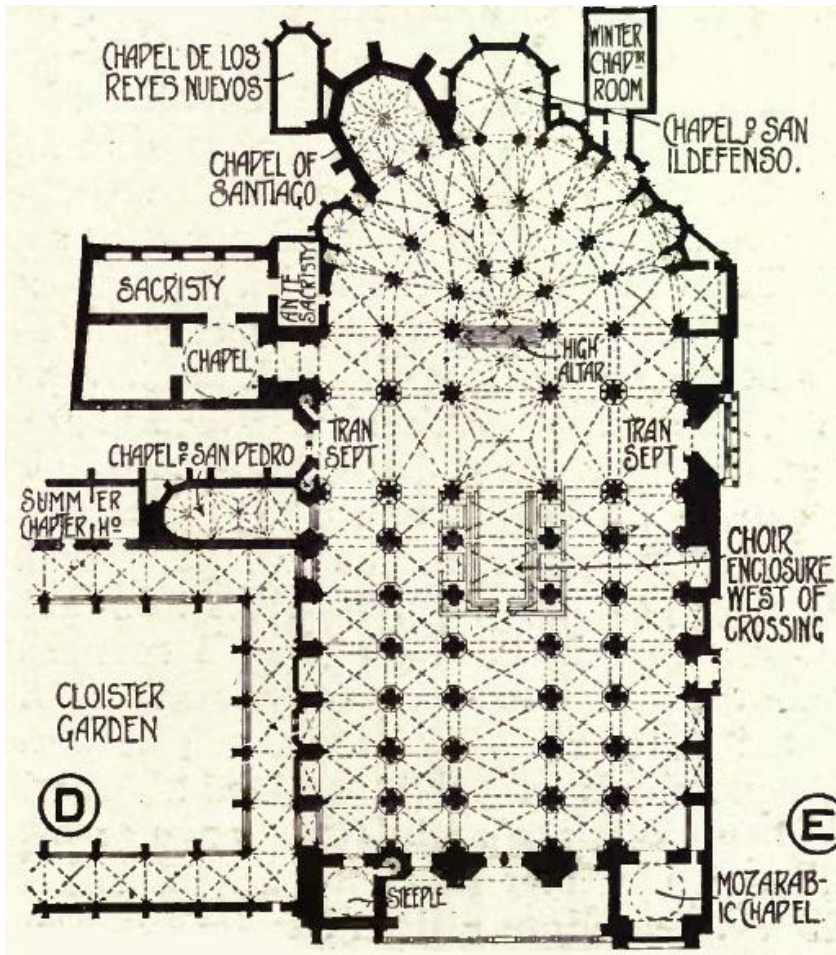 CHAPEL DE LOS
REYES NUEVOS
WINTER
CHAPTR
ROOM
CHAPEL OF SAN
ILDEFENSO.
CHAPEL OF
SANTIAGO
SACRISTY
ANTE
SACRISTY
CHAPEL
HIGH
ALTAR
TRAN
SEPT
TRAN
SEPT
CHAPEL OF SAN PEDRO
SUMMER
CHAPTER HO
CHOIR
ENCLOSURE
WEST OF
CROSSING
CLOISTER
GARDEN
D
E
STEEPLE
MOZARAB-
IC CHAPEL.